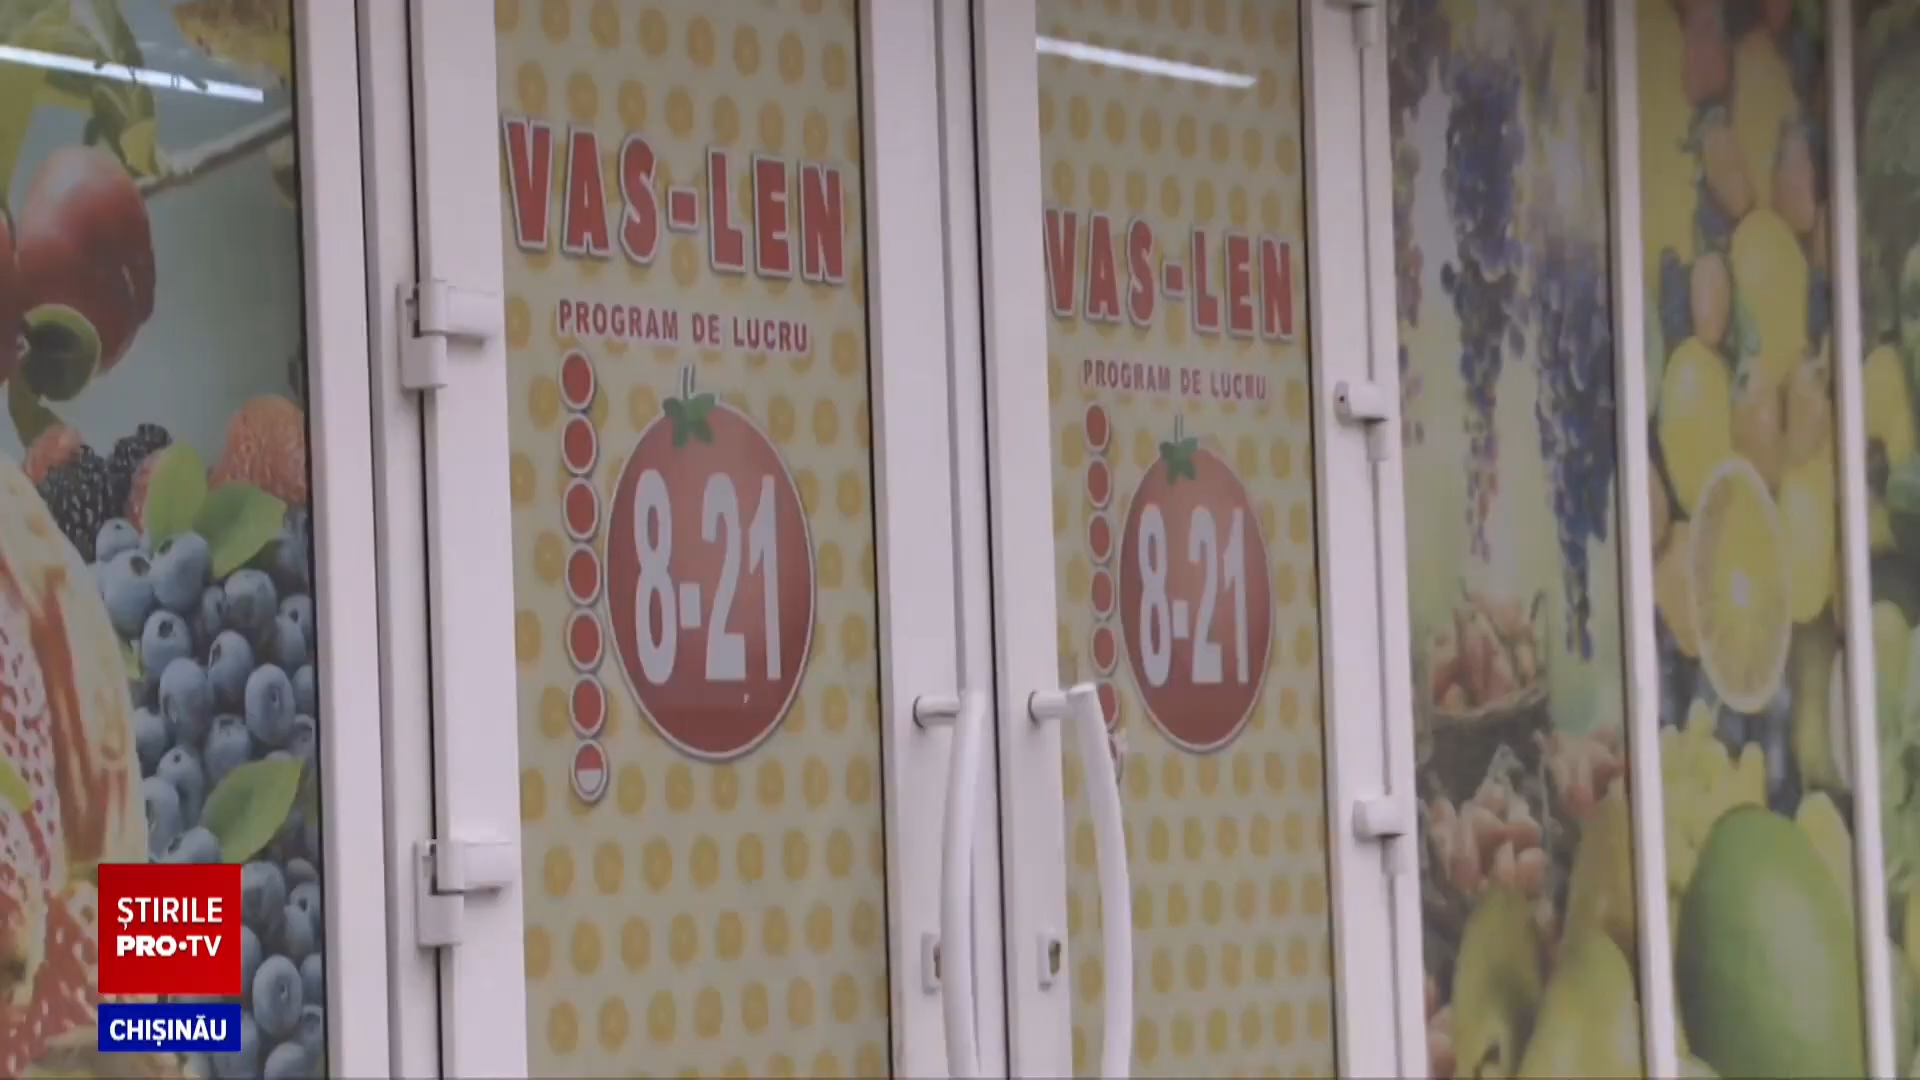 VAS-LEN
PROGRAM DE LUCRU
8-21
VAS-LEN
PROGRAM DE LUCRU
8-21
ȘTIRILE
PRO•TV
CHIȘINĂU